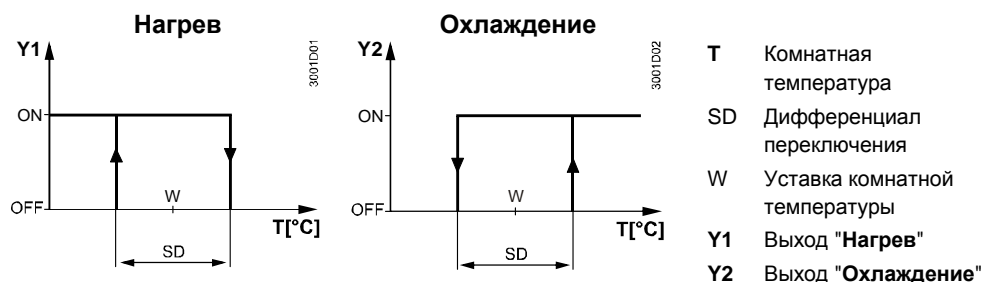 Нагрев
Y1
3001D01
ON
W
OFF
T[°C]
SD
Охлаждение
Y2
3001D02
ON
W
OFF
T[°C]
SD
T Комнатная
температура
SD Дифференциал
переключения
W Уставка комнатной
температуры
Y1 Выход "Нагрев"
Y2 Выход "Охлаждение"